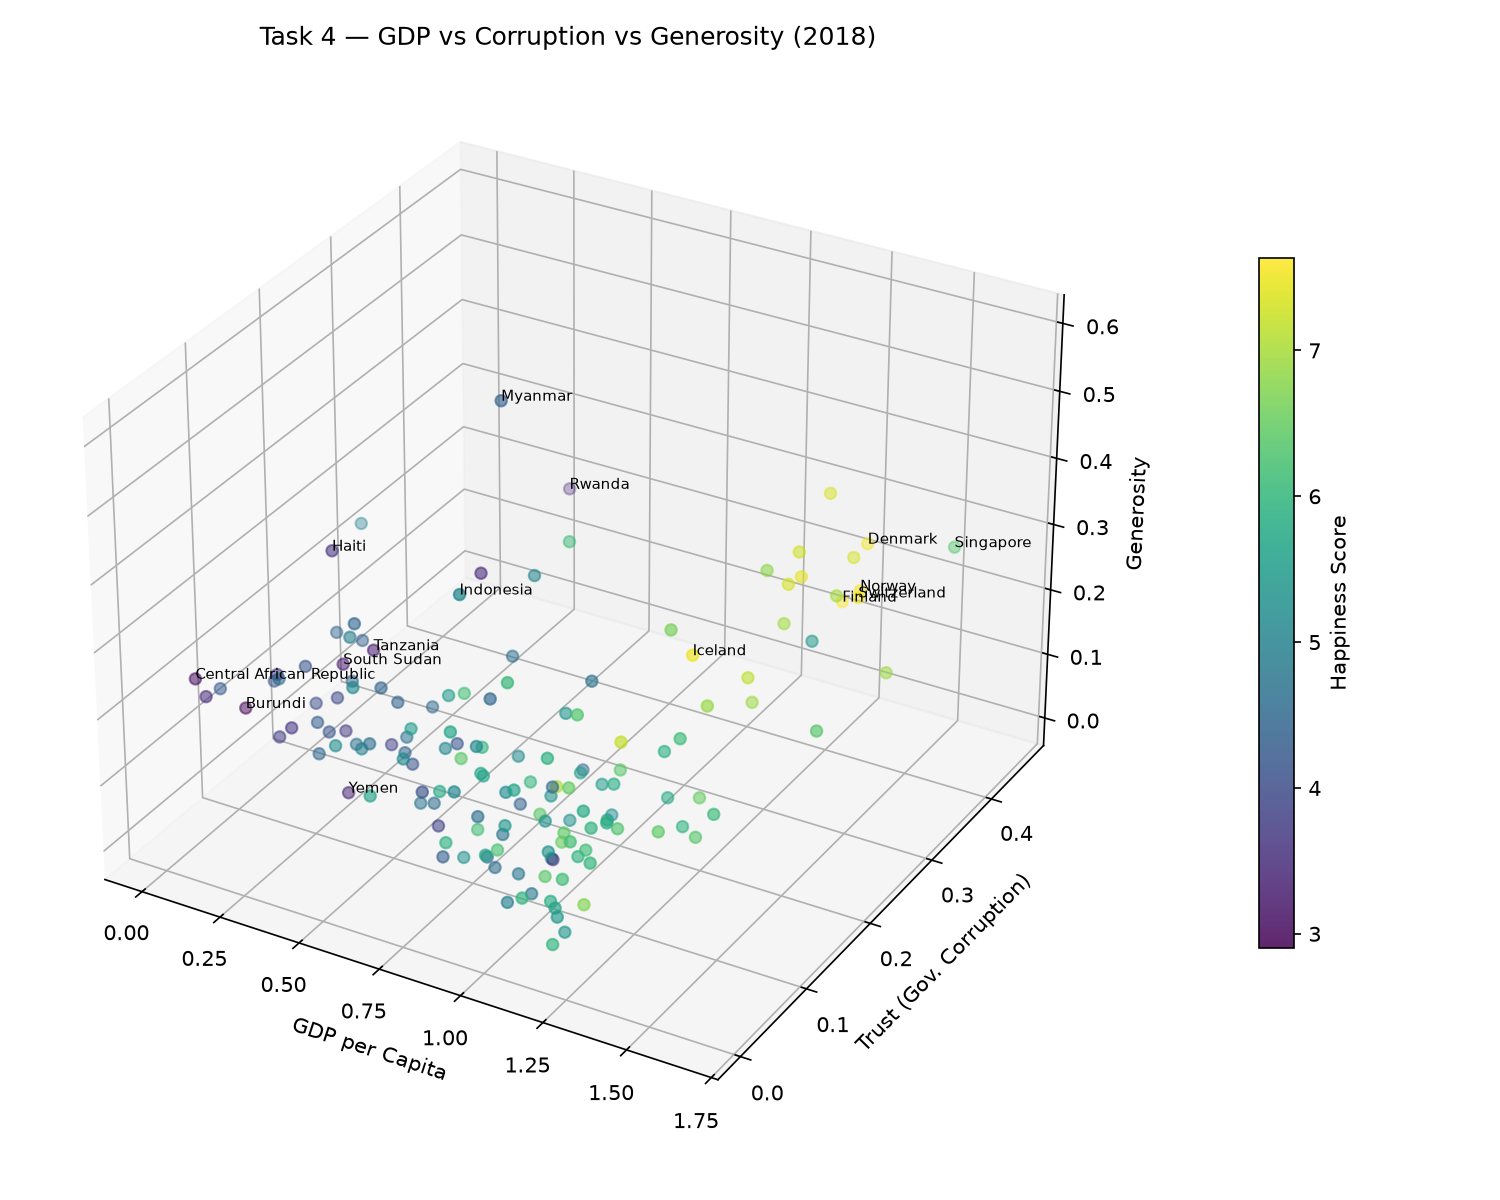 Task 4 — GDP vs Corruption vs Generosity (2018)
Myanmar
Rwanda
Haiti
Indonesia
Denmark
Singapore
Norway
Switzerland
Finland
Iceland
Tanzania
South Sudan
Central African Republic
Burundi
Yemen
0.6
0.5
0.4
0.3
0.2
0.1
0.0
Generosity
0.00
0.25
0.50
0.75
1.00
1.25
1.50
1.75
GDP per Capita
0.4
0.3
0.2
0.1
0.0
Trust (Gov. Corruption)
7
6
5
4
3
Happiness Score